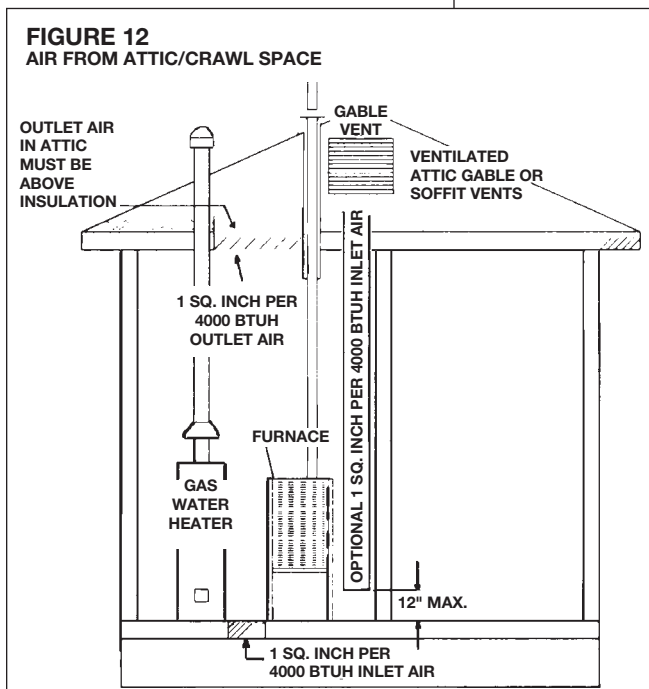 FIGURE 12
AIR FROM ATTIC/CRAWL SPACE
OUTLET AIR
IN ATTIC
MUST BE
ABOVE
INSULATION
GABLE
VENT
VENTILATED
ATTIC GABLE OR
SOFFIT VENTS
1 SQ. INCH PER
4000 BTUH
OUTLET AIR
OPTIONAL 1 SQ. INCH PER 4000 BTUH INLET AIR
FURNACE
GAS
WATER
HEATER
12" MAX.
1 SQ. INCH PER
4000 BTUH INLET AIR